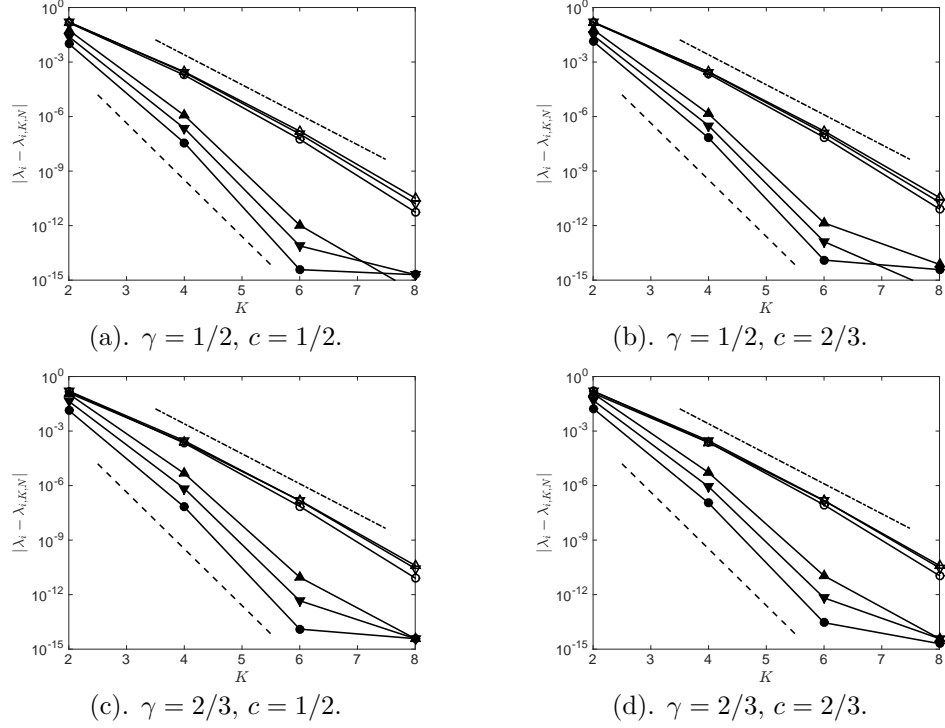 10^0
10^-3
10^-6
10^-9
10^-12
10^-15
|λ_i − λ_{i,K,N}|
2 3 4 5 6 7 8
K
(a). γ = 1/2, c = 1/2.
10^0
10^-3
10^-6
10^-9
10^-12
10^-15
|λ_i − λ_{i,K,N}|
2 3 4 5 6 7 8
K
(b). γ = 1/2, c = 2/3.
10^0
10^-3
10^-6
10^-9
10^-12
10^-15
|λ_i − λ_{i,K,N}|
2 3 4 5 6 7 8
K
(c). γ = 2/3, c = 1/2.
10^0
10^-3
10^-6
10^-9
10^-12
10^-15
|λ_i − λ_{i,K,N}|
2 3 4 5 6 7 8
K
(d). γ = 2/3, c = 2/3.